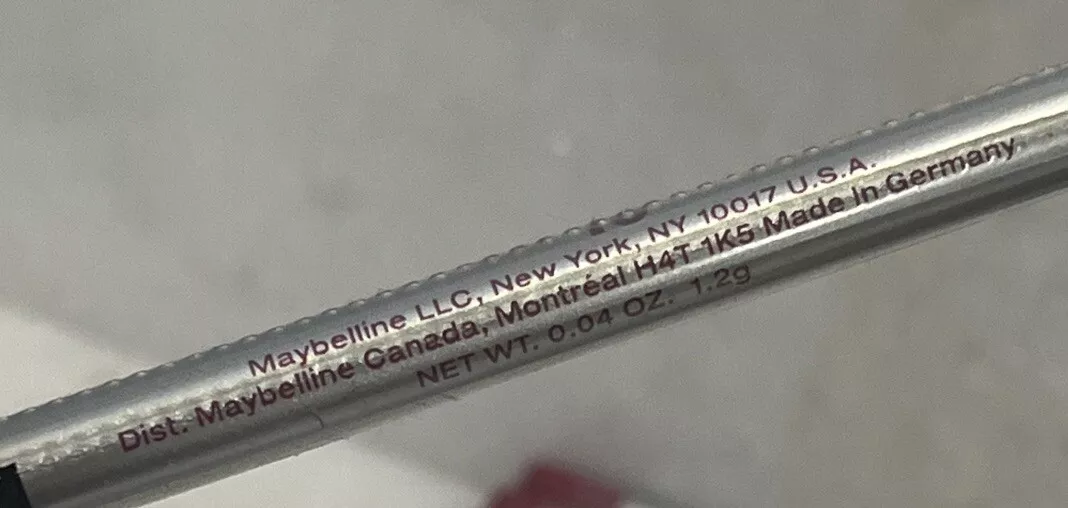 Maybelline LLC, New York, NY 10017 U.S.A.
Dist. Maybelline Canada, Montréal H4T 1K5 Made In Germany
NET WT. 0.04 OZ. 1.2g